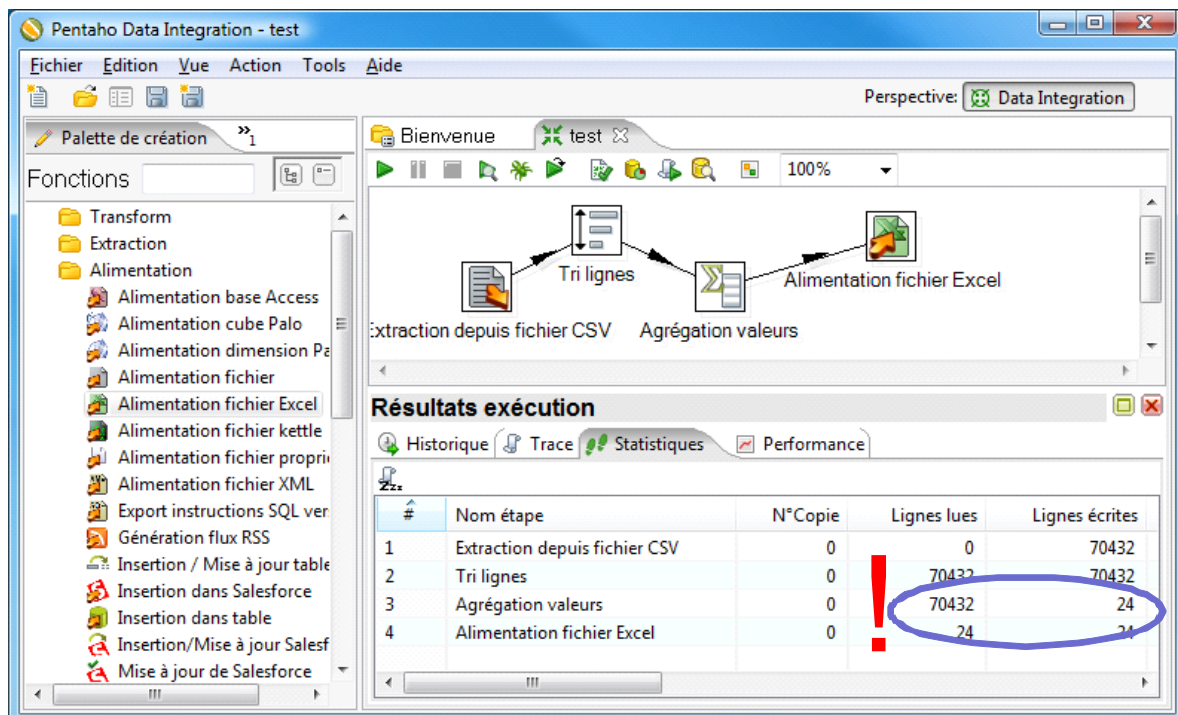 Pentaho Data Integration - test
Fichier Edition Vue Action Tools Aide
Perspective: Data Integration
Palette de création »1
Fonctions
Transform
Extraction
Alimentation
Alimentation base Access
Alimentation cube Palo
Alimentation dimension Pa
Alimentation fichier
Alimentation fichier Excel
Alimentation fichier kettle
Alimentation fichier propri
Alimentation fichier XML
Export instructions SQL ver
Génération flux RSS
Insertion / Mise à jour table
Insertion dans Salesforce
Insertion dans table
Insertion/Mise à jour Salesf
Mise à jour de Salesforce
Bienvenue test
100%
Tri lignes
Alimentation fichier Excel
Extraction depuis fichier CSV Agrégation valeurs
Résultats exécution
Historique Trace Statistiques Performance
# Nom étape N°Copie Lignes lues Lignes écrites
1 Extraction depuis fichier CSV 0 0 70432
2 Tri lignes 0 70432 70432
3 Agrégation valeurs 0 70432 24
4 Alimentation fichier Excel 0 24 24
!